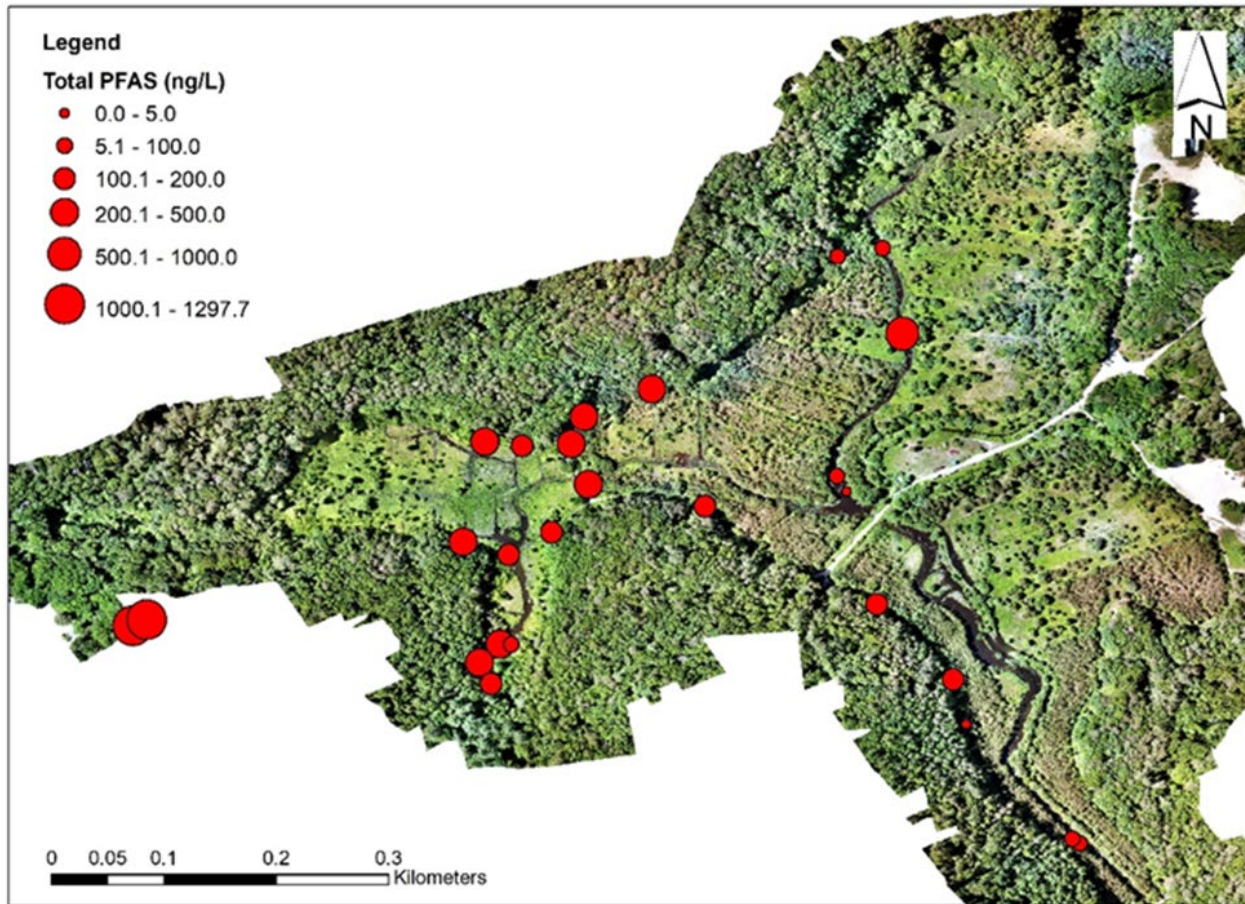 Legend
Total PFAS (ng/L)
0.0 - 5.0
5.1 - 100.0
100.1 - 200.0
200.1 - 500.0
500.1 - 1000.0
1000.1 - 1297.7
N
0 0.05 0.1 0.2 0.3
Kilometers